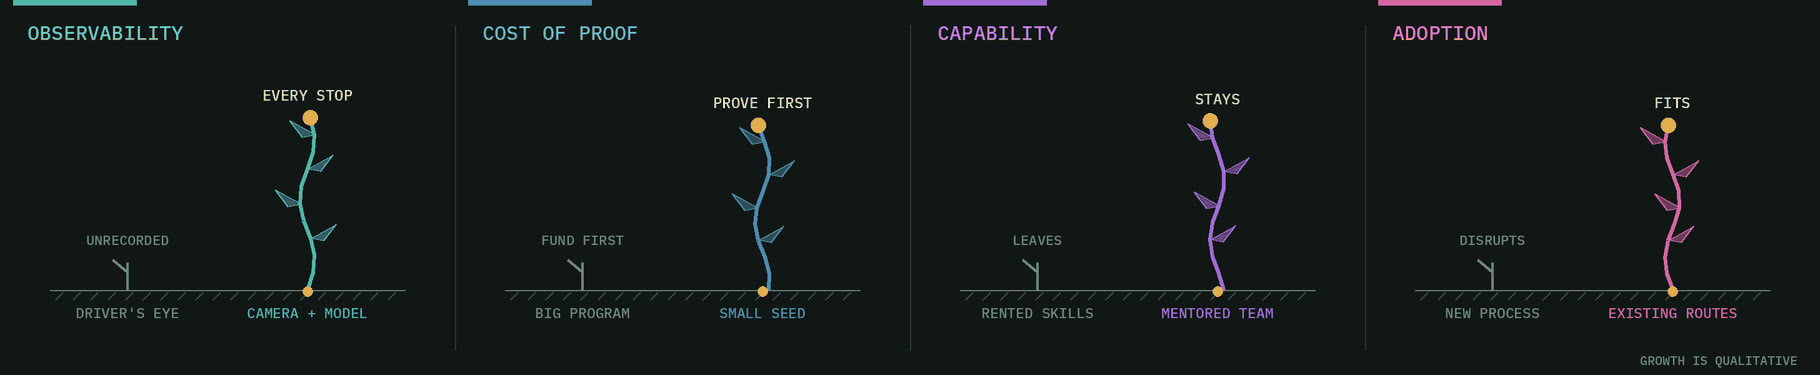 OBSERVABILITY
EVERY STOP
UNRECORDED
DRIVER'S EYE
CAMERA + MODEL
COST OF PROOF
PROVE FIRST
FUND FIRST
BIG PROGRAM
SMALL SEED
CAPABILITY
STAYS
LEAVES
RENTED SKILLS
MENTORED TEAM
ADOPTION
FITS
DISRUPTS
NEW PROCESS
EXISTING ROUTES
GROWTH IS QUALITATIVE